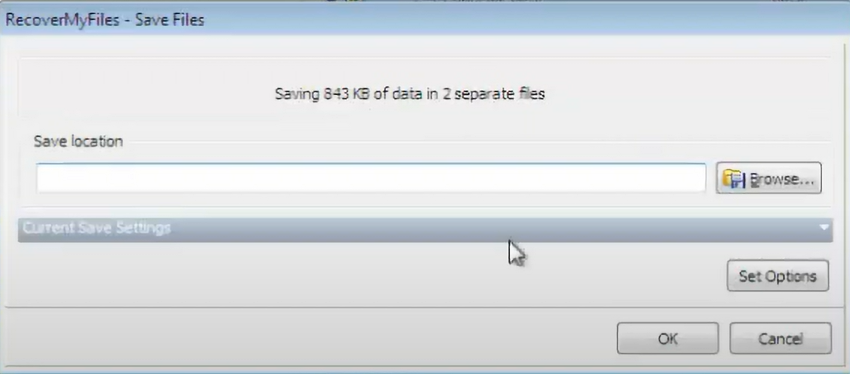 RecoverMyFiles - Save Files
Saving 843 KB of data in 2 separate files
Save location
Browse...
Current Save Settings
Set Options
OK
Cancel